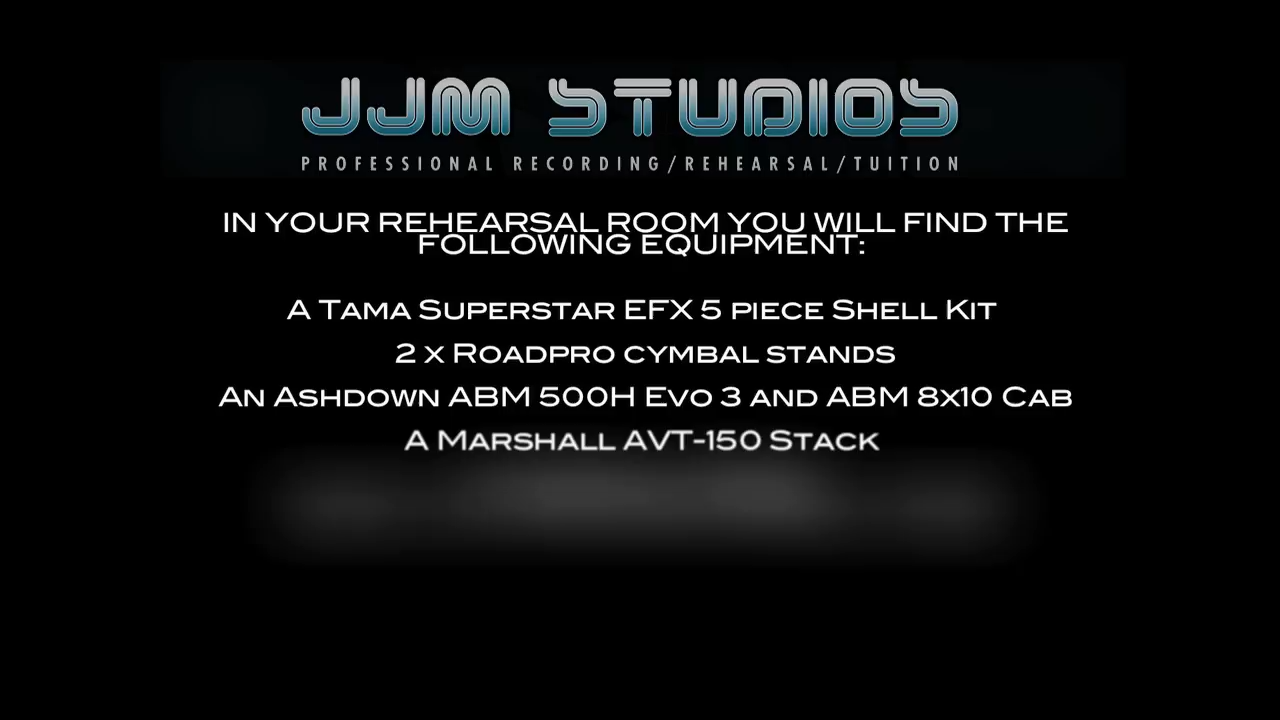 JJM STUDIOS
PROFESSIONAL RECORDING/REHEARSAL/TUITION
IN YOUR REHEARSAL ROOM YOU WILL FIND THE
FOLLOWING EQUIPMENT:
A Tama Superstar EFX 5 piece Shell Kit
2 x Roadpro cymbal stands
An Ashdown ABM 500H Evo 3 and ABM 8x10 Cab
A Marshall AVT-150 Stack